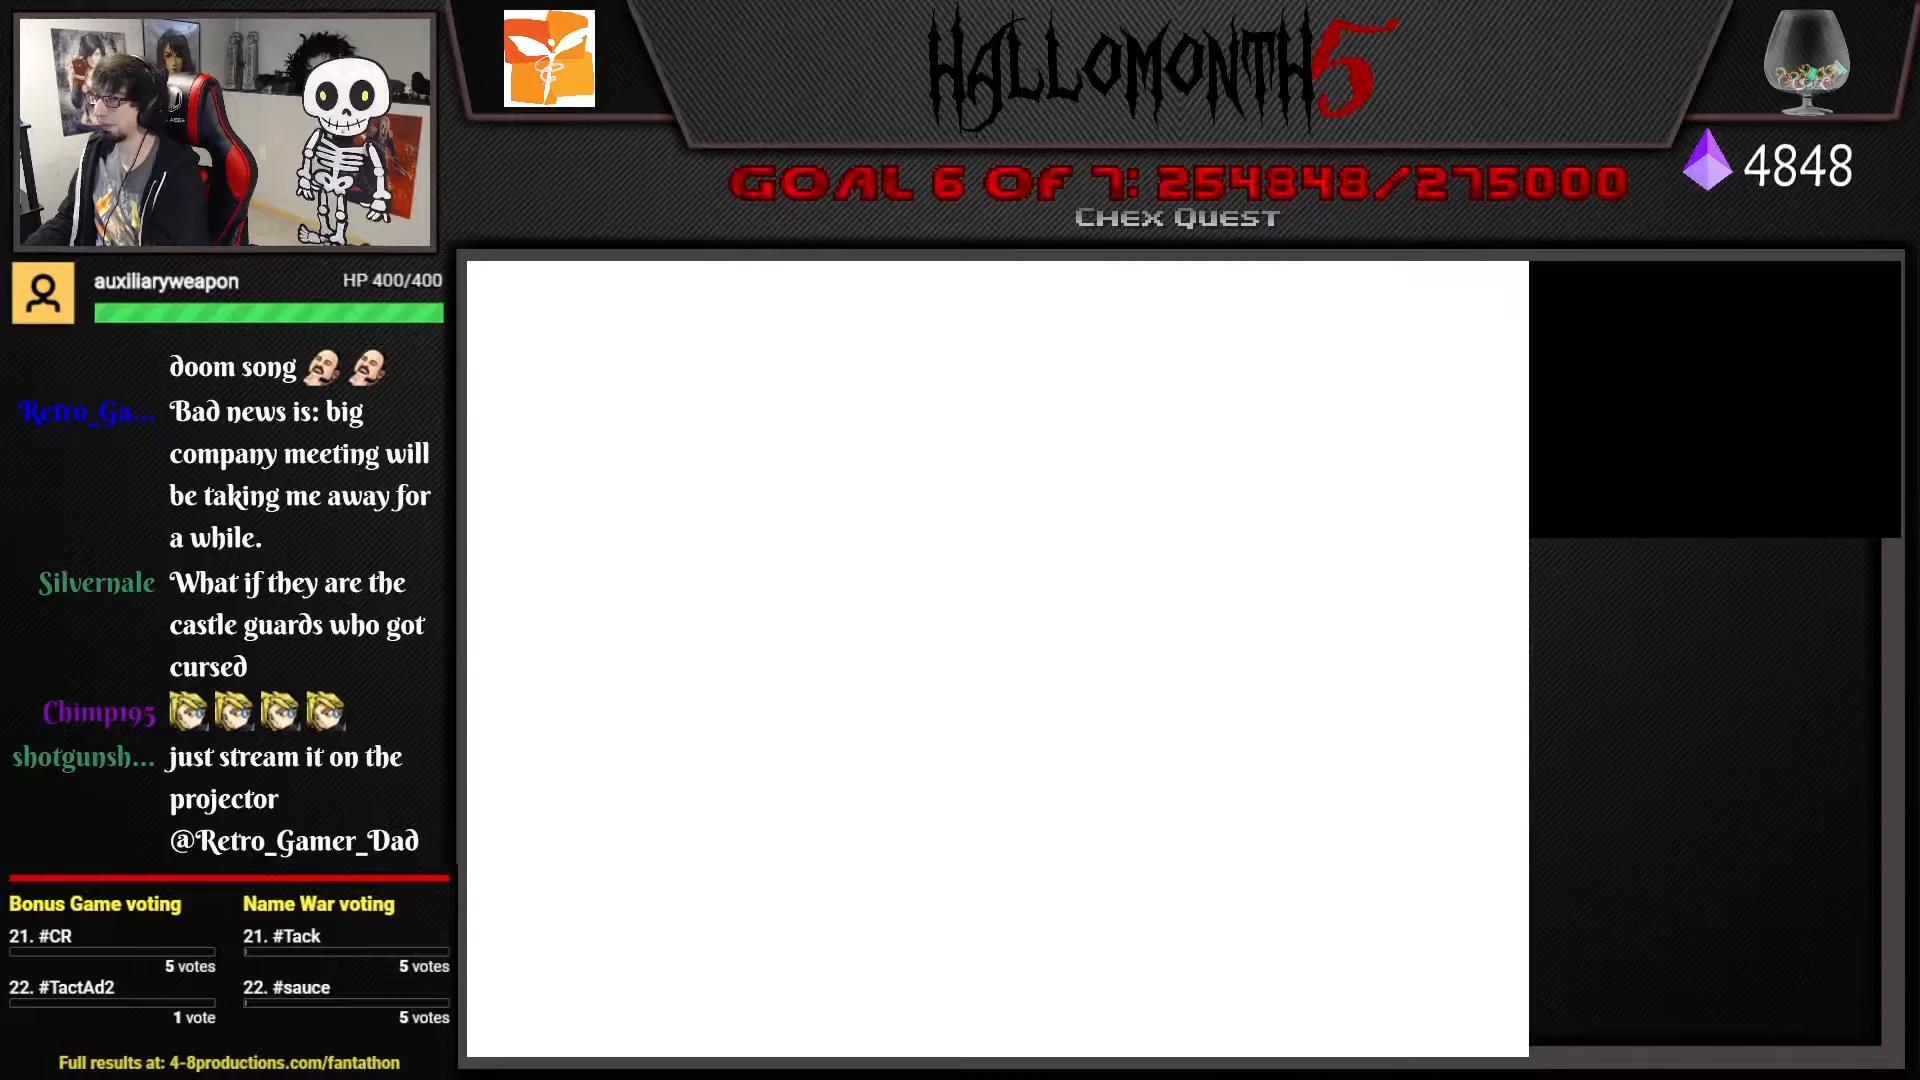 HALLOMONTH5
GOAL 6 OF 7: 254848/275000
CHEX QUEST
4848
auxiliaryweapon HP 400/400
doom song
Retro_Ga... Bad news is: big
company meeting will
be taking me away for
a while.
Silvernale What if they are the
castle guards who got
cursed
Chimp195
shotgunsh... just stream it on the
projector
@Retro_Gamer_Dad
Bonus Game voting
21. #CR
5 votes
22. #TactAd2
1 vote
Name War voting
21. #Tack
5 votes
22. #sauce
5 votes
Full results at: 4-8productions.com/fantathon